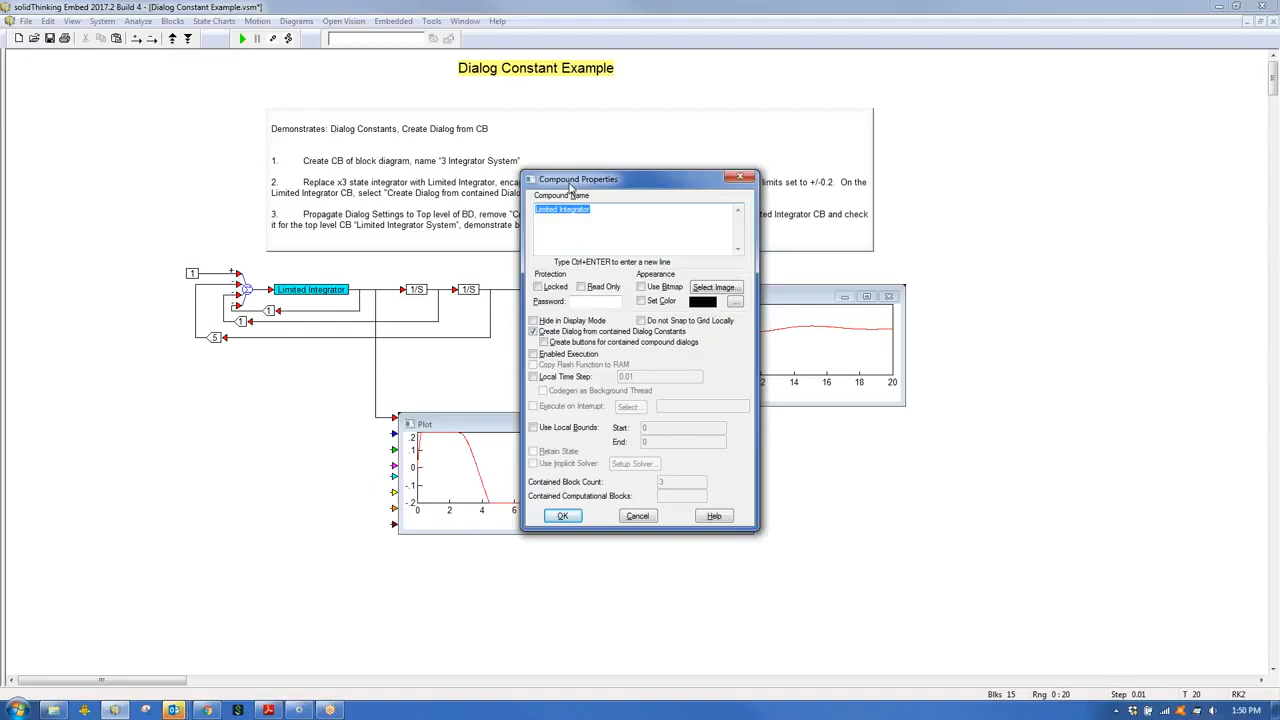 solidThinking Embed 2017.2 Build 4 - [Dialog Constant Example.vsm*]
File Edit View System Analyze Blocks State Charts Motion Diagrams Open Vision Embedded Tools Window Help
Dialog Constant Example
Demonstrates: Dialog Constants, Create Dialog from CB
1. Create CB of block diagram, name "3 Integrator System"
2. Replace x3 state integrator with Limited Integrator, enca
limits set to +/-0.2. On the
Limited Integrator CB, select "Create Dialog from contained Dialo
3. Propagate Dialog Settings to Top level of BD, remove "C
ted Integrator CB and check
it for the top level CB "Limited Integrator System", demonstrate b
Compound Properties
Compound Name
Limited Integrator
Type Ctrl+ENTER to enter a new line
Protection
Appearance
Locked
Read Only
Use Bitmap
Select Image...
Password:
Set Color
...
Hide in Display Mode
Do not Snap to Grid Locally
Create Dialog from contained Dialog Constants
Create buttons for contained compound dialogs
Enabled Execution
Copy Flash Function to RAM
Local Time Step:
0.01
Codegen as Background Thread
Execute on Interrupt:
Select...
Use Local Bounds:
Start:
0
End:
0
Retain State
Use Implicit Solver:
Setup Solver...
Contained Block Count:
3
Contained Computational Blocks:
OK
Cancel
Help
1
+
-
-
-
Σ
Limited Integrator
1/S
1/S
1
1
.5
Plot
.2
.1
0
-.1
-.2
0 2 4 6
2 14 16 18 20
Blks 15 Rng 0:20 Step 0.01 T 20 RK2
1:50 PM